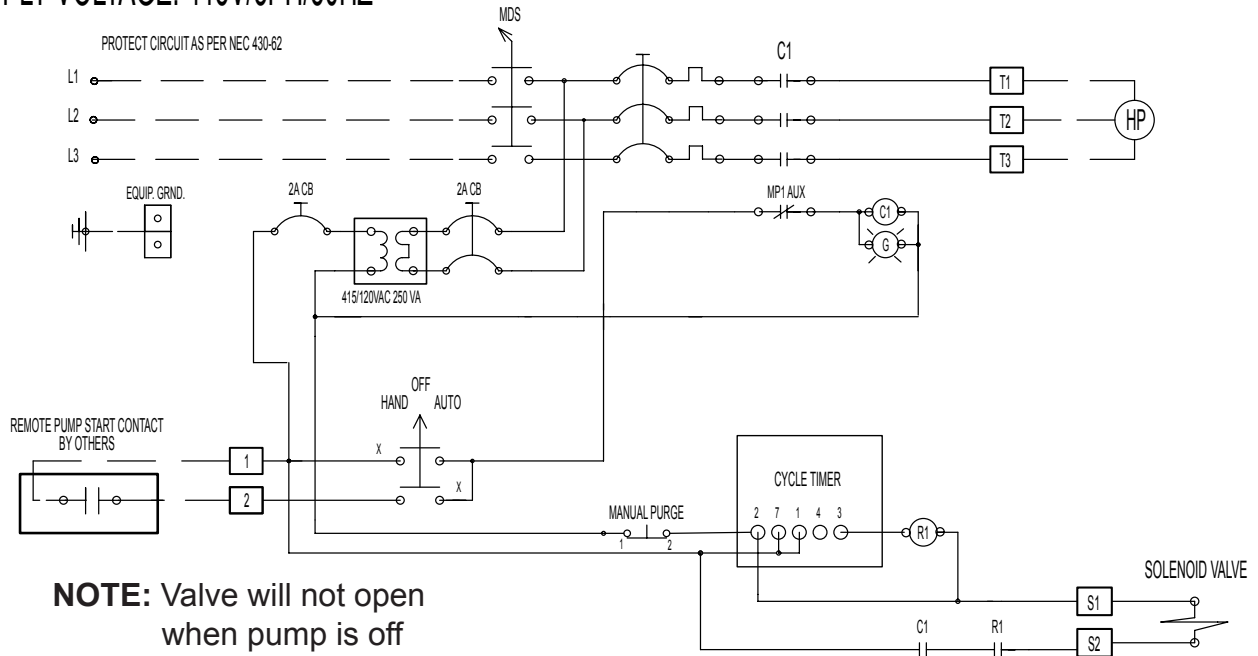 VOLTAGE:
MDS
PROTECT CIRCUIT AS PER NEC 430-62
C1
L1
T1
L2
T2
HP
L3
T3
EQUIP. GRND.
2A CB
2A CB
MP1 AUX
C1
G
415/120VAC 250 VA
OFF
HAND AUTO
REMOTE PUMP START CONTACT
BY OTHERS
1
X
2
X
CYCLE TIMER
MANUAL PURGE
2 7 1 4 3
1 2
R1
SOLENOID VALVE
NOTE: Valve will not open
when pump is off
S1
C1
R1
S2